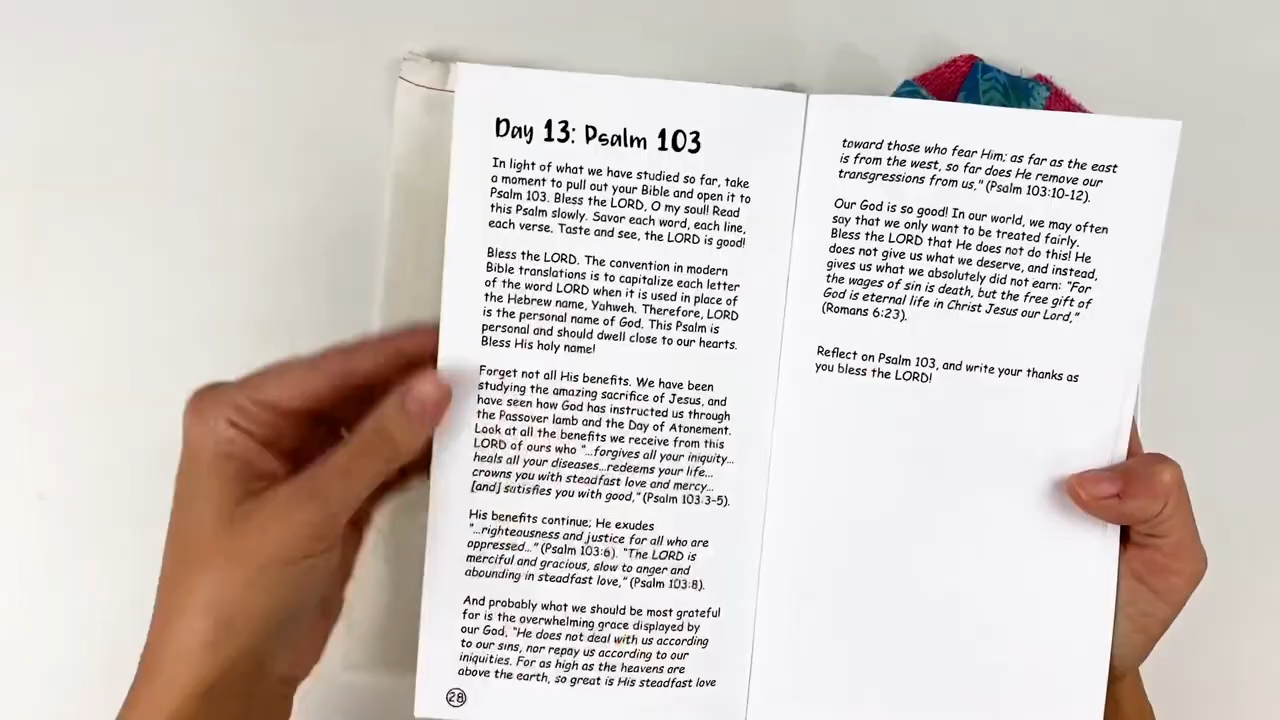 Day 13: Psalm 103
In light of what we have studied so far, take
a moment to pull out your Bible and open it to
Psalm 103. Bless the LORD, O my soul! Read
this Psalm slowly. Savor each word, each line,
each verse. Taste and see, the LORD is good!
Bless the LORD. The convention in modern
Bible translations is to capitalize each letter
of the word LORD when it is used in place of
the Hebrew name, Yahweh. Therefore, LORD
is the personal name of God. This Psalm is
personal and should dwell close to our hearts.
Bless His holy name!
Forget not all His benefits. We have been
studying the amazing sacrifice of Jesus, and
have seen how God has instructed us through
the Passover lamb and the Day of Atonement.
Look at all the benefits we receive from this
LORD of ours who "...forgives all your iniquity...
heals all your diseases...redeems your life...
crowns you with steadfast love and mercy...
[and] satisfies you with good," (Psalm 103:3-5).
His benefits continue; He exudes
"...righteousness and justice for all who are
oppressed..." (Psalm 103:6). "The LORD is
merciful and gracious, slow to anger and
abounding in steadfast love," (Psalm 103:8).
And probably what we should be most grateful
for is the overwhelming grace displayed by
our God, "He does not deal with us according
to our sins, nor repay us according to our
iniquities. For as high as the heavens are
above the earth, so great is His steadfast love
28
toward those who fear Him; as far as the east
is from the west, so far does He remove our
transgressions from us," (Psalm 103:10-12).
Our God is so good! In our world, we may often
say that we only want to be treated fairly.
Bless the LORD that He does not do this! He
does not give us what we deserve, and instead,
gives us what we absolutely did not earn: "For
the wages of sin is death, but the free gift of
God is eternal life in Christ Jesus our Lord,"
(Romans 6:23).
Reflect on Psalm 103, and write your thanks as
you bless the LORD!